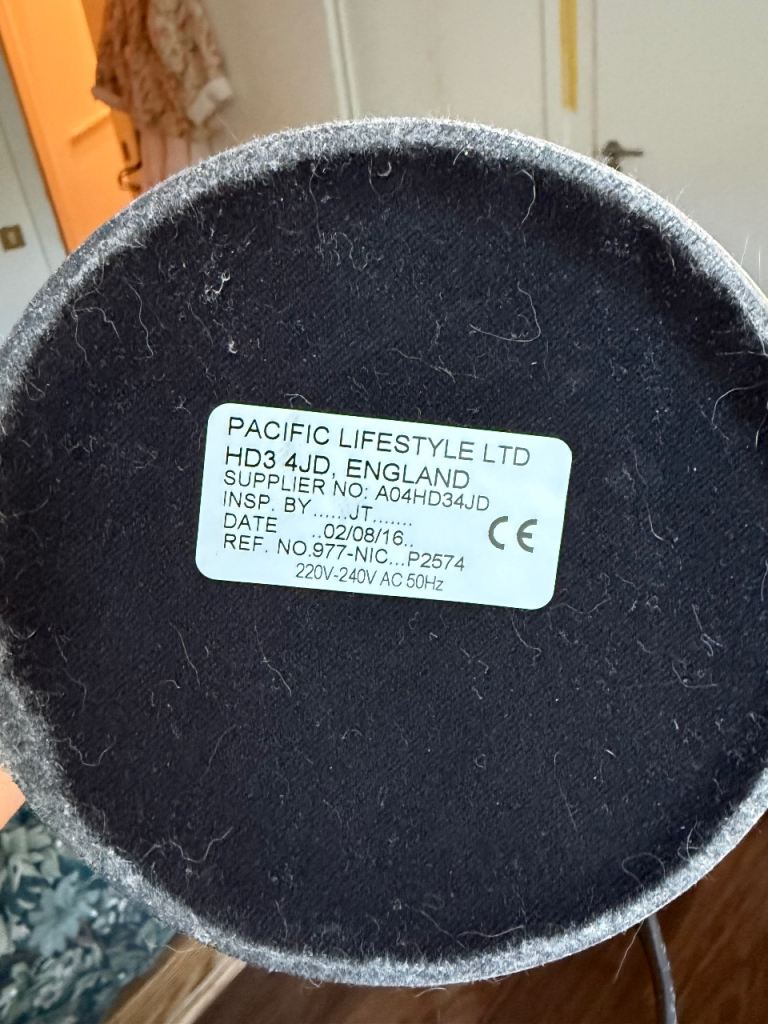 PACIFIC LIFESTYLE LTD
HD3 4JD, ENGLAND
SUPPLIER NO: A04HD34JD
INSP. BY......JT.......
DATE ..02/08/16..
REF. NO.977-NIC...P2574
220V-240V AC 50Hz
CE